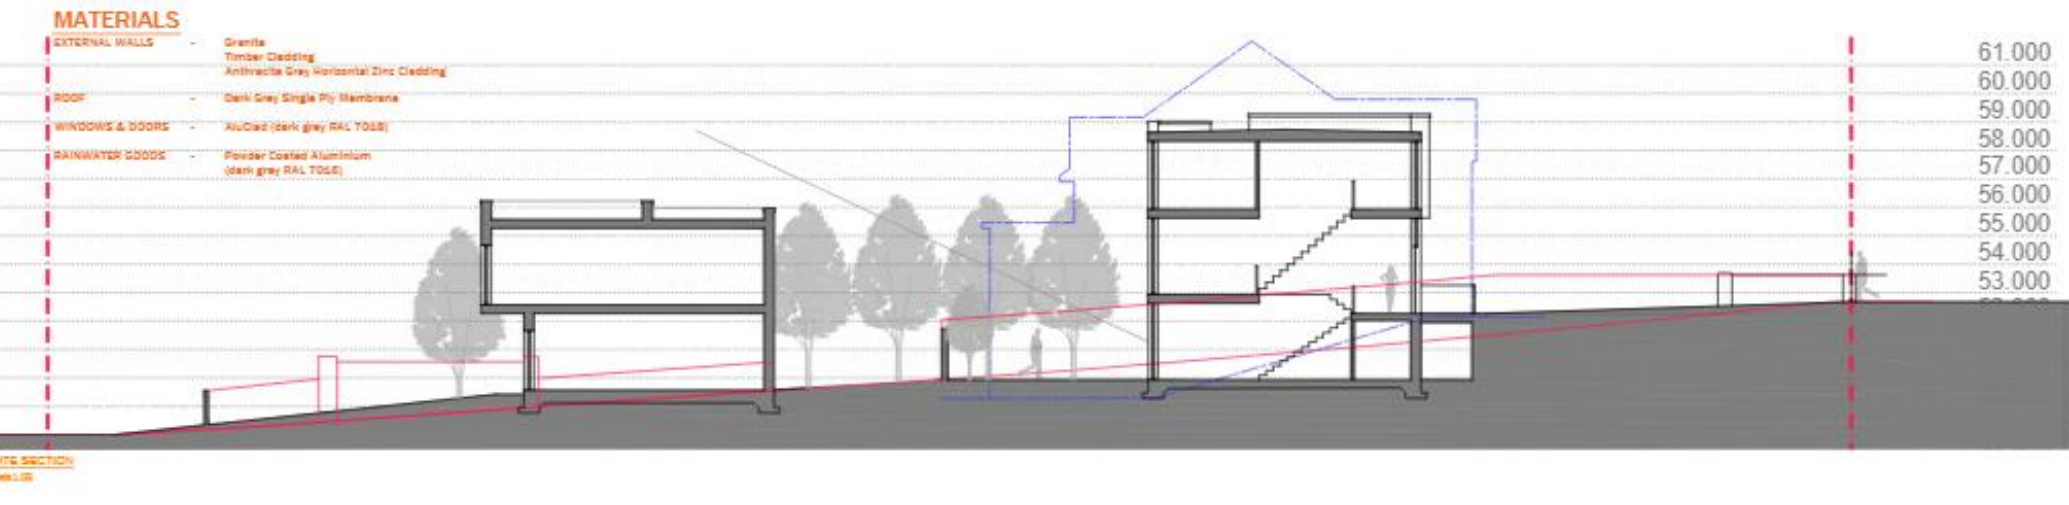 MATERIALS
EXTERNAL WALLS - Granite
Timber Cladding
Anthracite Grey Horizontal Zinc Cladding
ROOF - Dark Grey Single Ply Membrane
WINDOWS & DOORS - AluClad (dark grey RAL 7016)
RAINWATER GOODS - Powder Coated Aluminium
(dark grey RAL 7016)
61.000
60.000
59.000
58.000
57.000
56.000
55.000
54.000
53.000
ITE SECTION